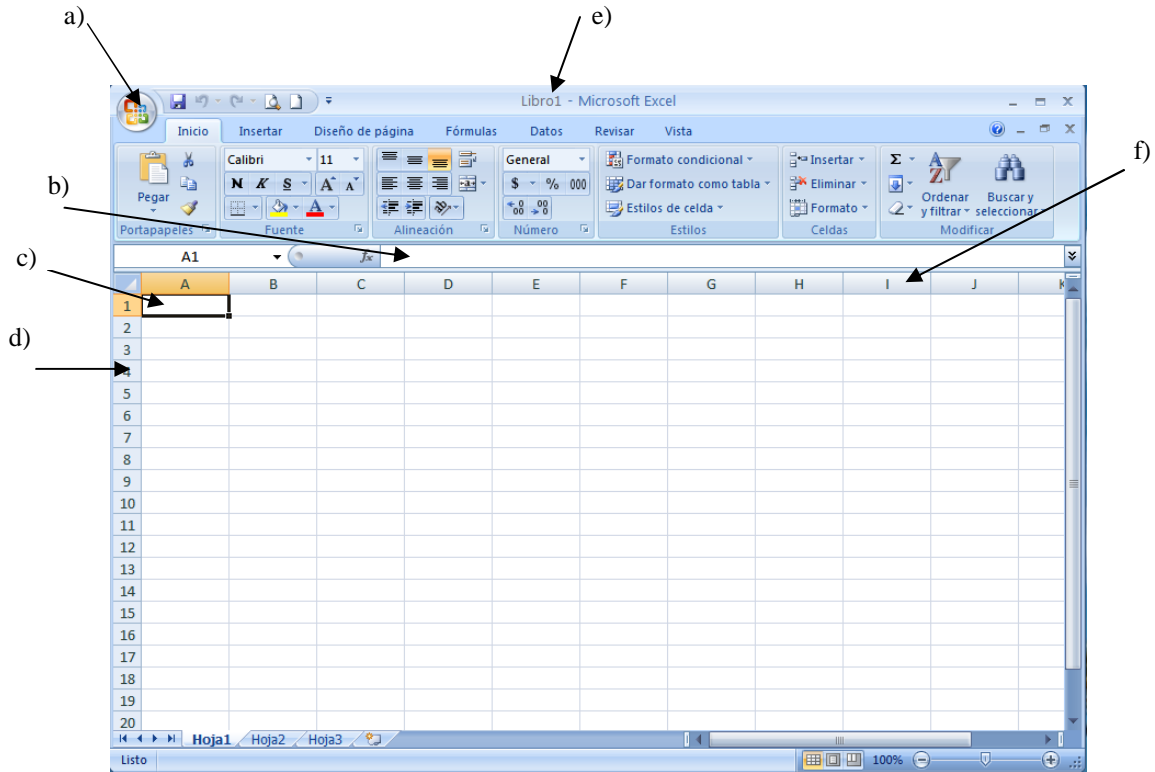 a)
e)
Libro1 - Microsoft Excel
Inicio Insertar Diseño de página Fórmulas Datos Revisar Vista
f)
b)
Pegar
Calibri 11
N K S A A
A
General
$ % 000
Formato condicional
Dar formato como tabla
Estilos de celda
Insertar
Eliminar
Formato
Σ
Ordenar y filtrar
Buscar y seleccionar
Portapapeles Fuente Alineación Número Estilos Celdas Modificar
c)
A1 fx
A B C D E F G H I J K
1
2
d)
3
4
5
6
7
8
9
10
11
12
13
14
15
16
17
18
19
20
Hoja1 Hoja2 Hoja3
Listo 100%